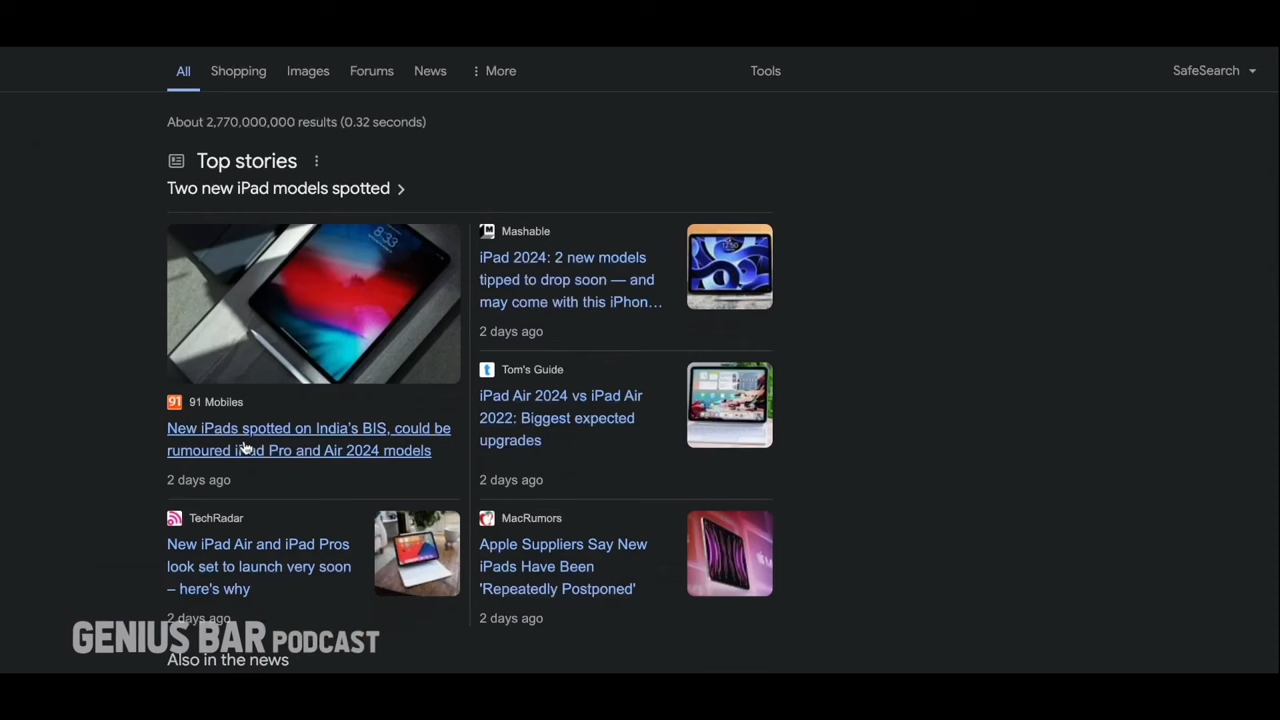 All
Shopping
Images
Forums
News
More
Tools
SafeSearch
About 2,770,000,000 results (0.32 seconds)
Top stories
Two new iPad models spotted
8:33
91 Mobiles
New iPads spotted on India's BIS, could be
rumoured iPad Pro and Air 2024 models
2 days ago
Mashable
iPad 2024: 2 new models
tipped to drop soon — and
may come with this iPhon...
2 days ago
Tom's Guide
iPad Air 2024 vs iPad Air
2022: Biggest expected
upgrades
2 days ago
TechRadar
New iPad Air and iPad Pros
look set to launch very soon
– here's why
2 days ago
MacRumors
Apple Suppliers Say New
iPads Have Been
'Repeatedly Postponed'
2 days ago
GENIUS BAR PODCAST
Also in the news